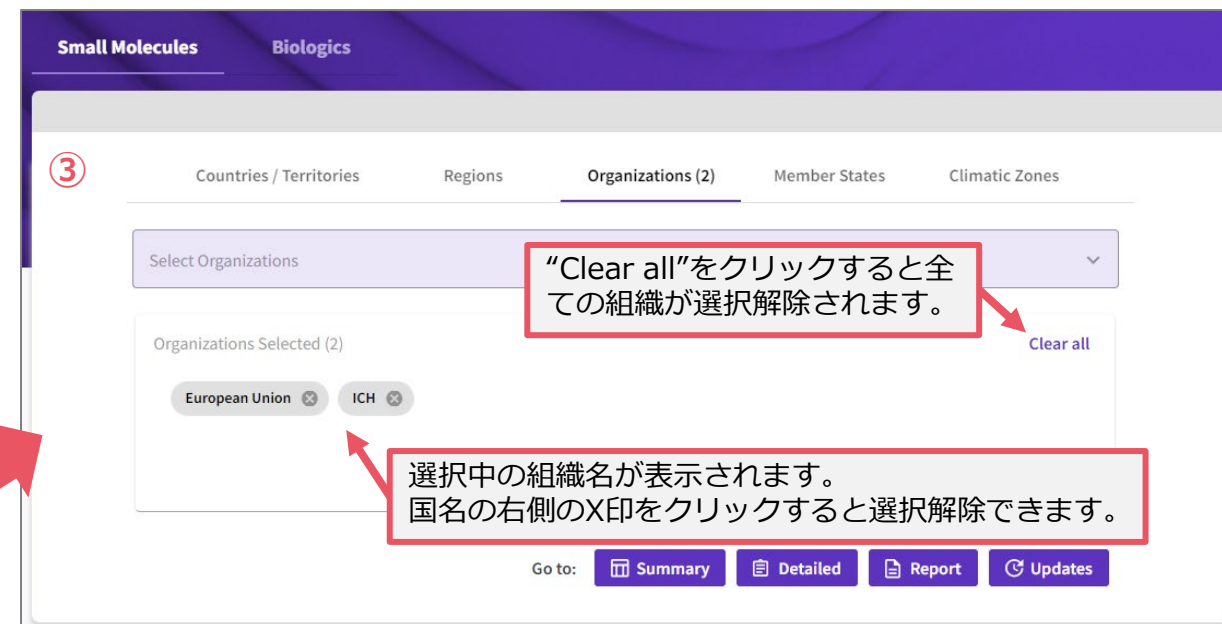 Small Molecules Biologics
③
Countries / Territories Regions Organizations (2) Member States Climatic Zones
Select Organizations
“Clear all”をクリックすると全
ての組織が選択解除されます。
Organizations Selected (2) Clear all
European Union ICH
選択中の組織名が表示されます。
国名の右側のX印をクリックすると選択解除できます。
Go to: Summary Detailed Report Updates